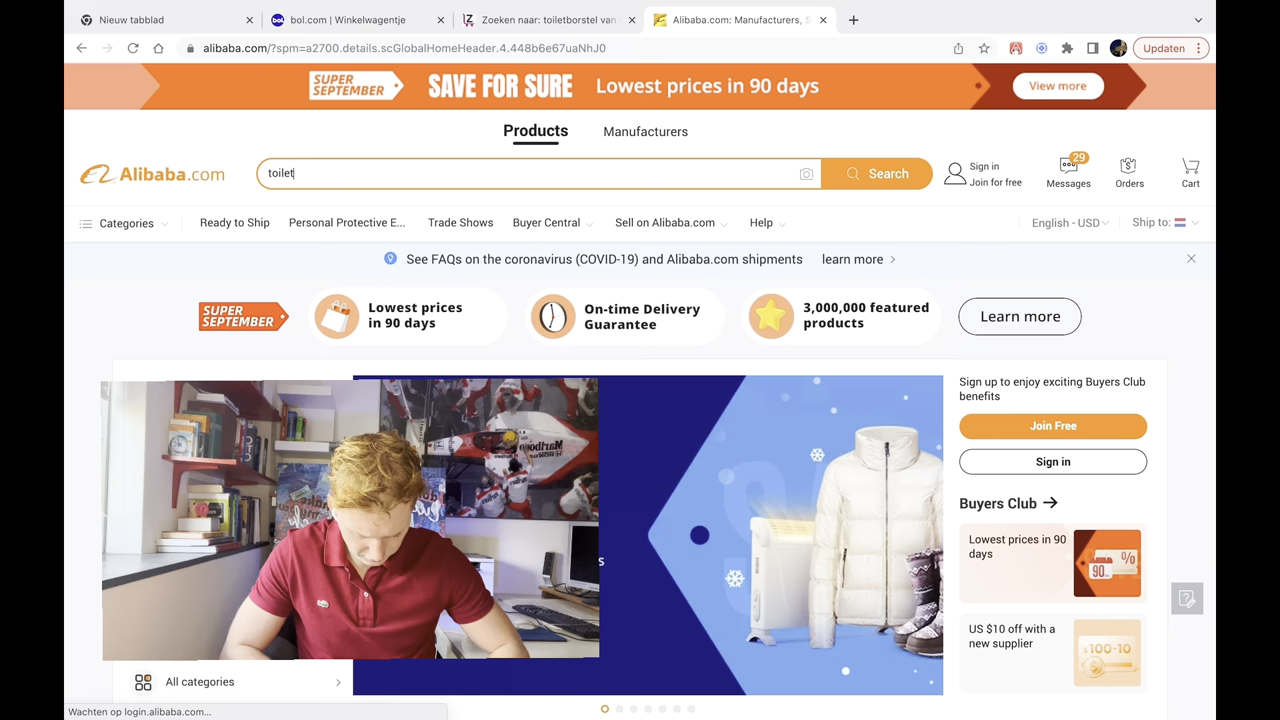 Nieuw tabblad
bol.com | Winkelwagentje
Zoeken naar: toiletborstel van
Alibaba.com: Manufacturers, S
alibaba.com/?spm=a2700.details.scGlobalHomeHeader.4.448b6e67uaNhJ0
Updaten
SUPER SEPTEMBER
SAVE FOR SURE
Lowest prices in 90 days
View more
Products
Manufacturers
Alibaba.com
toilet
Search
Sign in
Join for free
29
Messages
Orders
Cart
Categories
Ready to Ship
Personal Protective E...
Trade Shows
Buyer Central
Sell on Alibaba.com
Help
English - USD
Ship to:
See FAQs on the coronavirus (COVID-19) and Alibaba.com shipments
learn more
SUPER SEPTEMBER
Lowest prices
in 90 days
On-time Delivery
Guarantee
3,000,000 featured
products
Learn more
Marlboro
s
Sign up to enjoy exciting Buyers Club
benefits
Join Free
Sign in
Buyers Club
Lowest prices in 90
days
90
%
US $10 off with a
new supplier
$100-10
All categories
Wachten op login.alibaba.com...